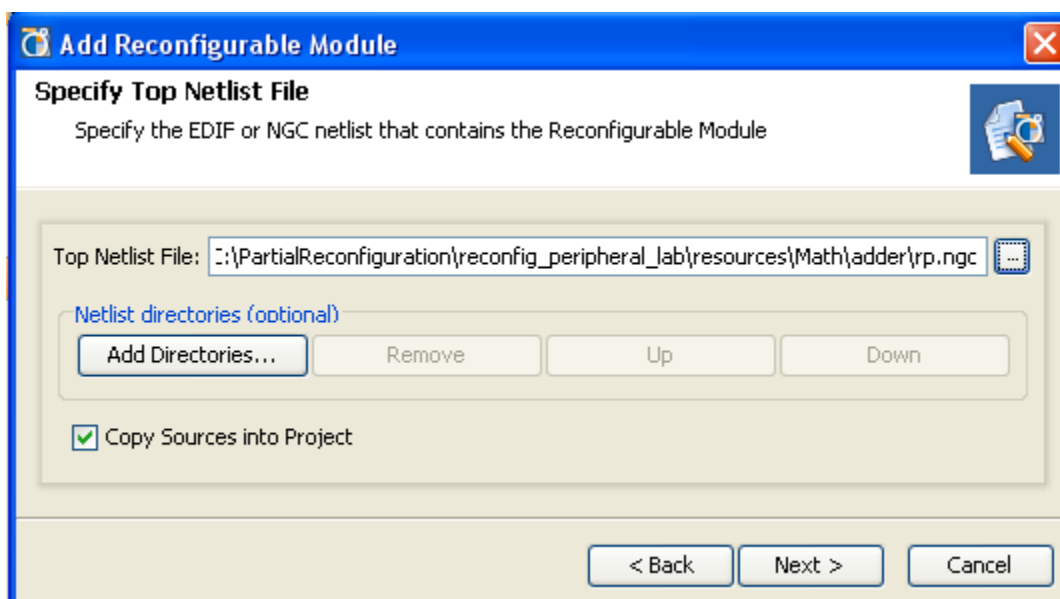 Add Reconfigurable Module
Specify Top Netlist File
Specify the EDIF or NGC netlist that contains the Reconfigurable Module
Top Netlist File: :\PartialReconfiguration\reconfig_peripheral_lab\resources\Math\adder\rp.ngc ...
Netlist directories (optional)
Add Directories... Remove Up Down
Copy Sources into Project
< Back Next > Cancel